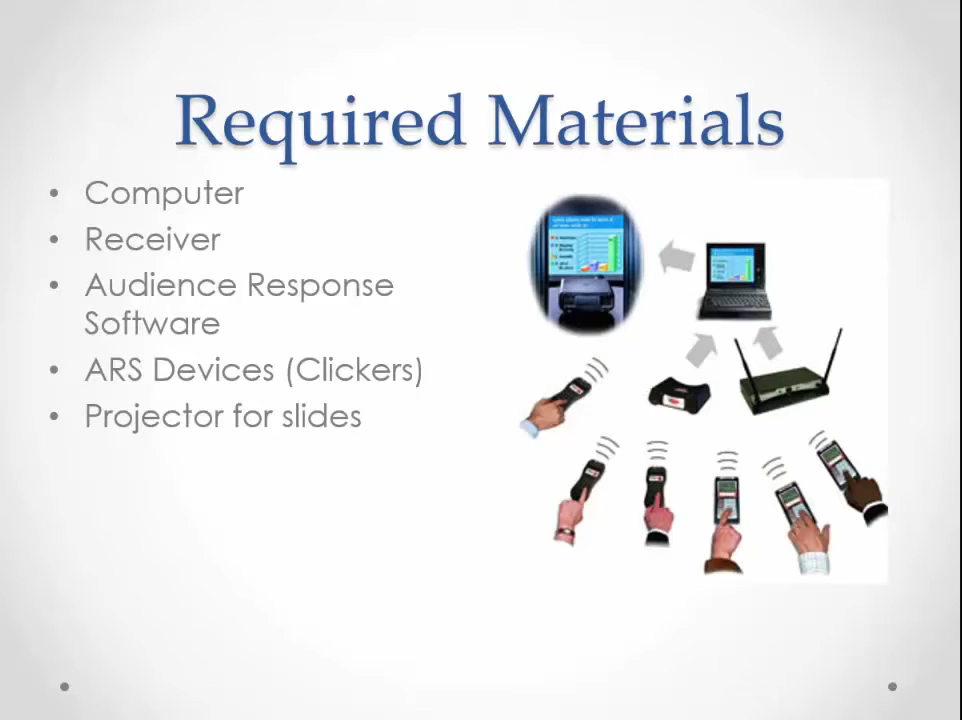 Required Materials
• Computer
• Receiver
• Audience Response
Software
• ARS Devices (Clickers)
• Projector for slides